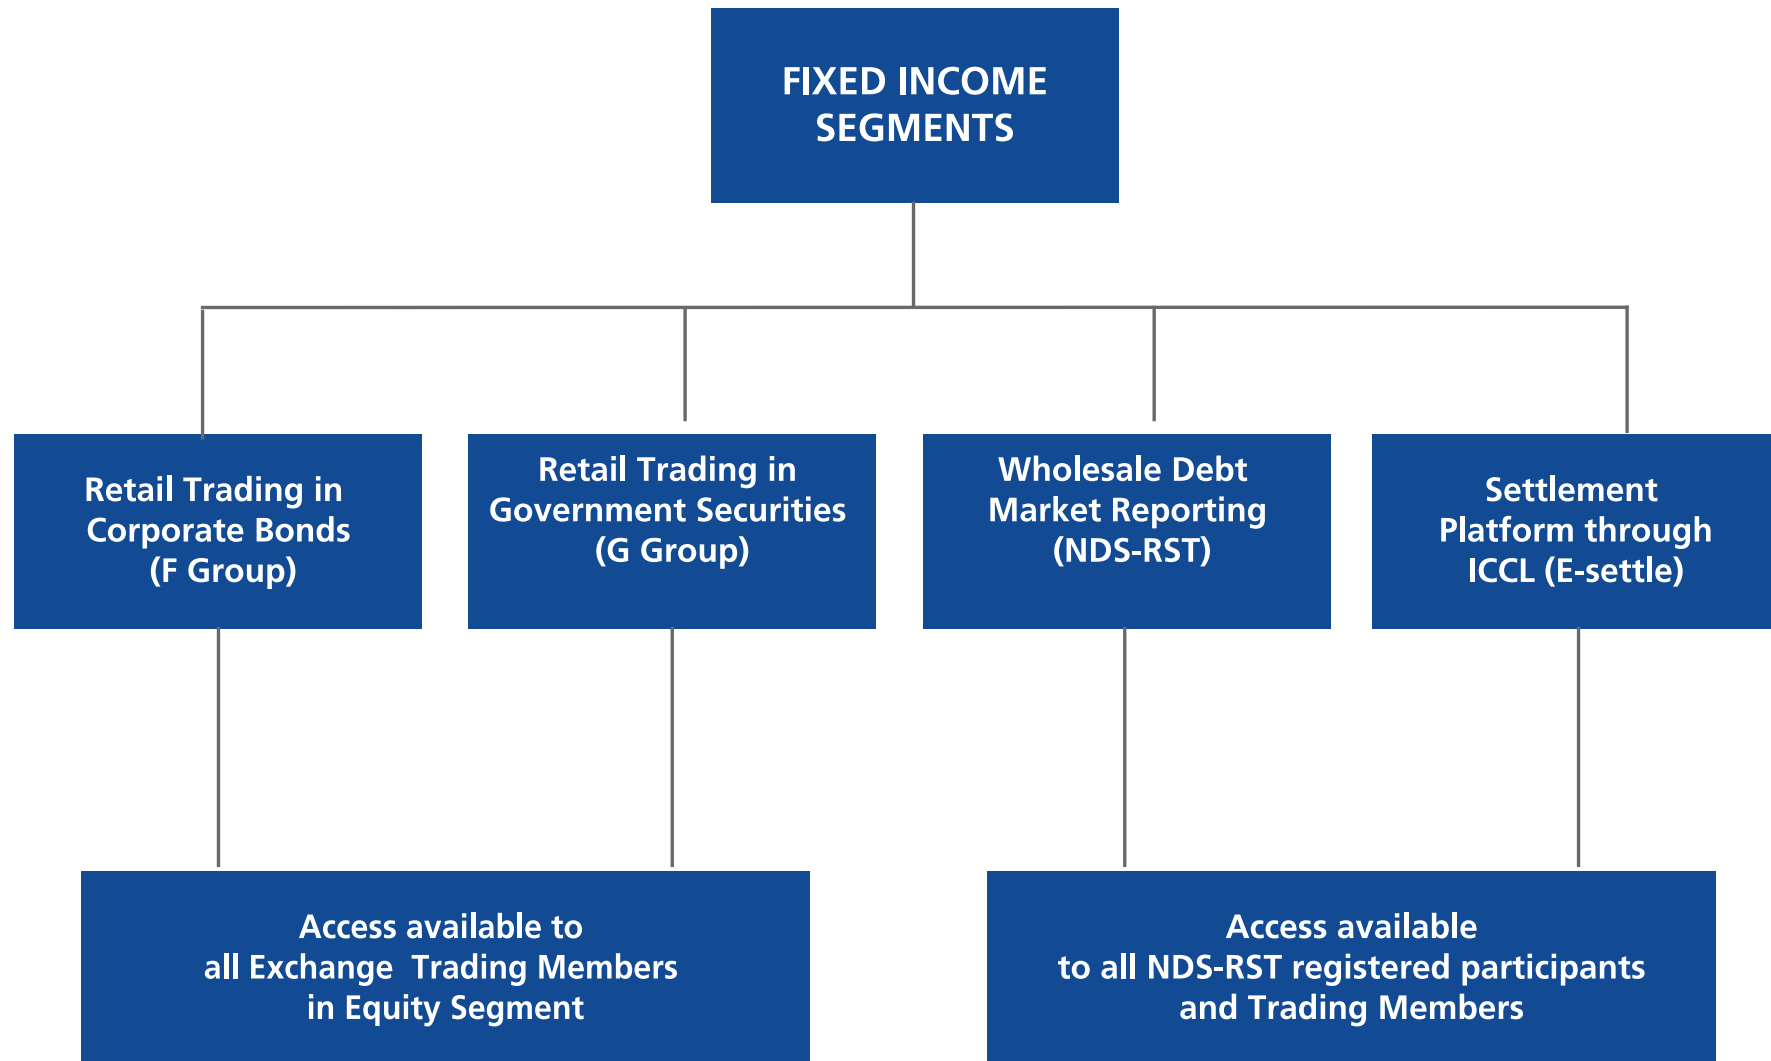 FIXED INCOME
SEGMENTS
Retail Trading in
Corporate Bonds
(F Group)
Retail Trading in
Government Securities
(G Group)
Wholesale Debt
Market Reporting
(NDS-RST)
Settlement
Platform through
ICCL (E-settle)
Access available to
all Exchange Trading Members
in Equity Segment
Access available
to all NDS-RST registered participants
and Trading Members